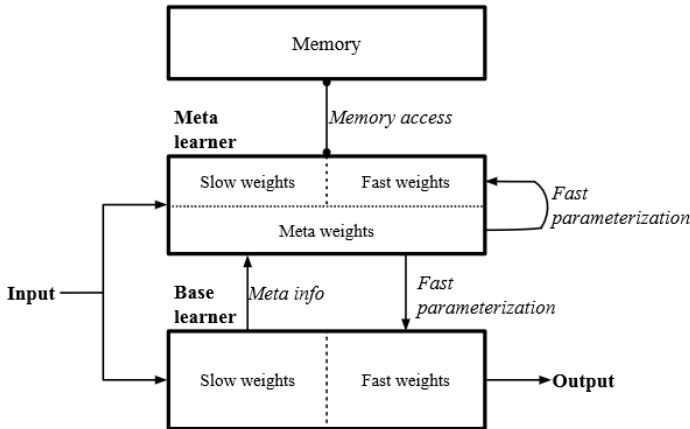 Memory
Memory access
Meta
learner
Slow weights
Fast weights
Fast
parameterization
Meta weights
Input
Base
learner
Meta info
Fast
parameterization
Slow weights
Fast weights
Output